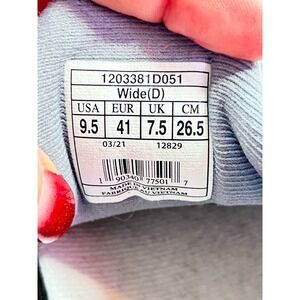 1203381D051
Wide(D)
USA EUR UK CM
9.5 41 7.5 26.5
03/21 12829
1 90340 77501 7
MADE IN VIETNAM
FABRIQUÉ AU VIETNAM